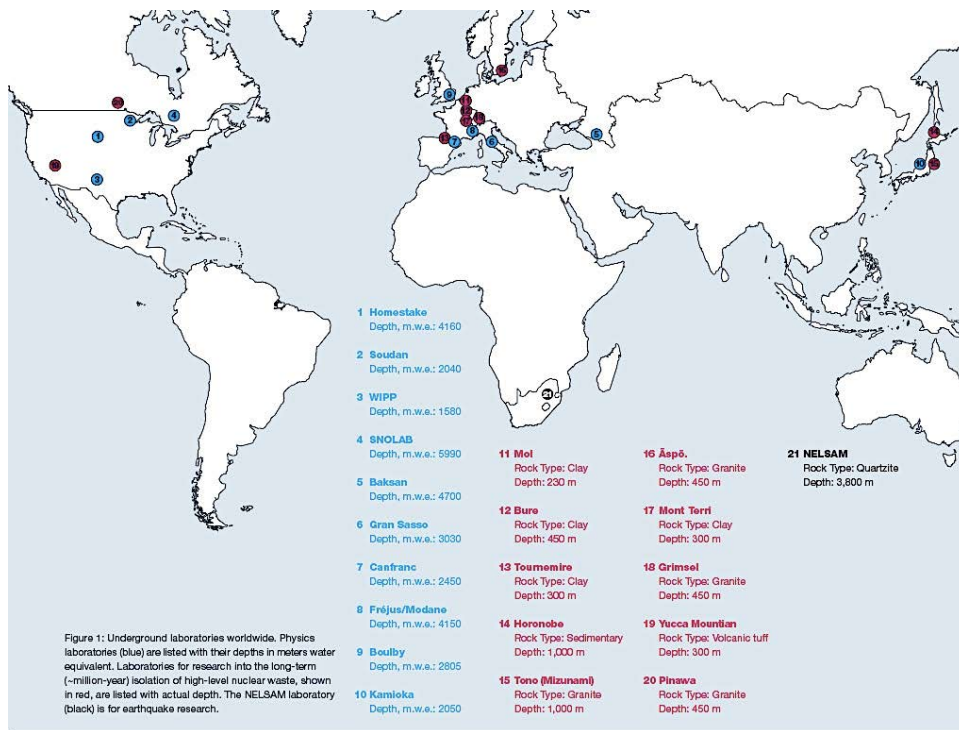 1 Homestake
Depth, m.w.e.: 4160
2 Soudan
Depth, m.w.e.: 2040
3 WIPP
Depth, m.w.e.: 1580
4 SNOLAB
Depth, m.w.e.: 5990
5 Baksan
Depth, m.w.e.: 4700
6 Gran Sasso
Depth, m.w.e.: 3030
7 Canfranc
Depth, m.w.e.: 2450
8 Fréjus/Modane
Depth, m.w.e.: 4150
9 Boulby
Depth, m.w.e.: 2805
10 Kamioka
Depth, m.w.e.: 2050
11 Mol
Rock Type: Clay
Depth: 230 m
12 Bure
Rock Type: Clay
Depth: 450 m
13 Tournemire
Rock Type: Clay
Depth: 300 m
14 Horonobe
Rock Type: Sedimentary
Depth: 1,000 m
15 Tono (Mizunami)
Rock Type: Granite
Depth: 1,000 m
16 Äspö.
Rock Type: Granite
Depth: 450 m
17 Mont Terri
Rock Type: Clay
Depth: 300 m
18 Grimsel
Rock Type: Granite
Depth: 450 m
19 Yucca Mountian
Rock Type: Volcanic tuff
Depth: 300 m
20 Pinawa
Rock Type: Granite
Depth: 450 m
21 NELSAM
Rock Type: Quartzite
Depth: 3,800 m
Figure 1: Underground laboratories worldwide. Physics
laboratories (blue) are listed with their depths in meters water
equivalent. Laboratories for research into the long-term
(~million-year) isolation of high-level nuclear waste, shown
in red, are listed with actual depth. The NELSAM laboratory
(black) is for earthquake research.